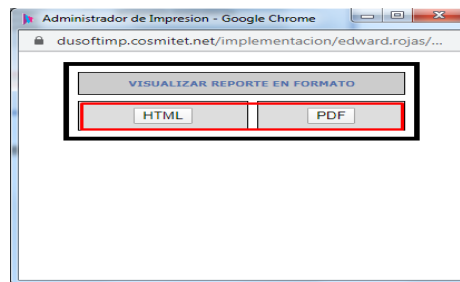 Administrador de Impresion - Google Chrome
dusoftimp.cosmitet.net/implementacion/edward.rojas/...
VISUALIZAR REPORTE EN FORMATO
HTML PDF